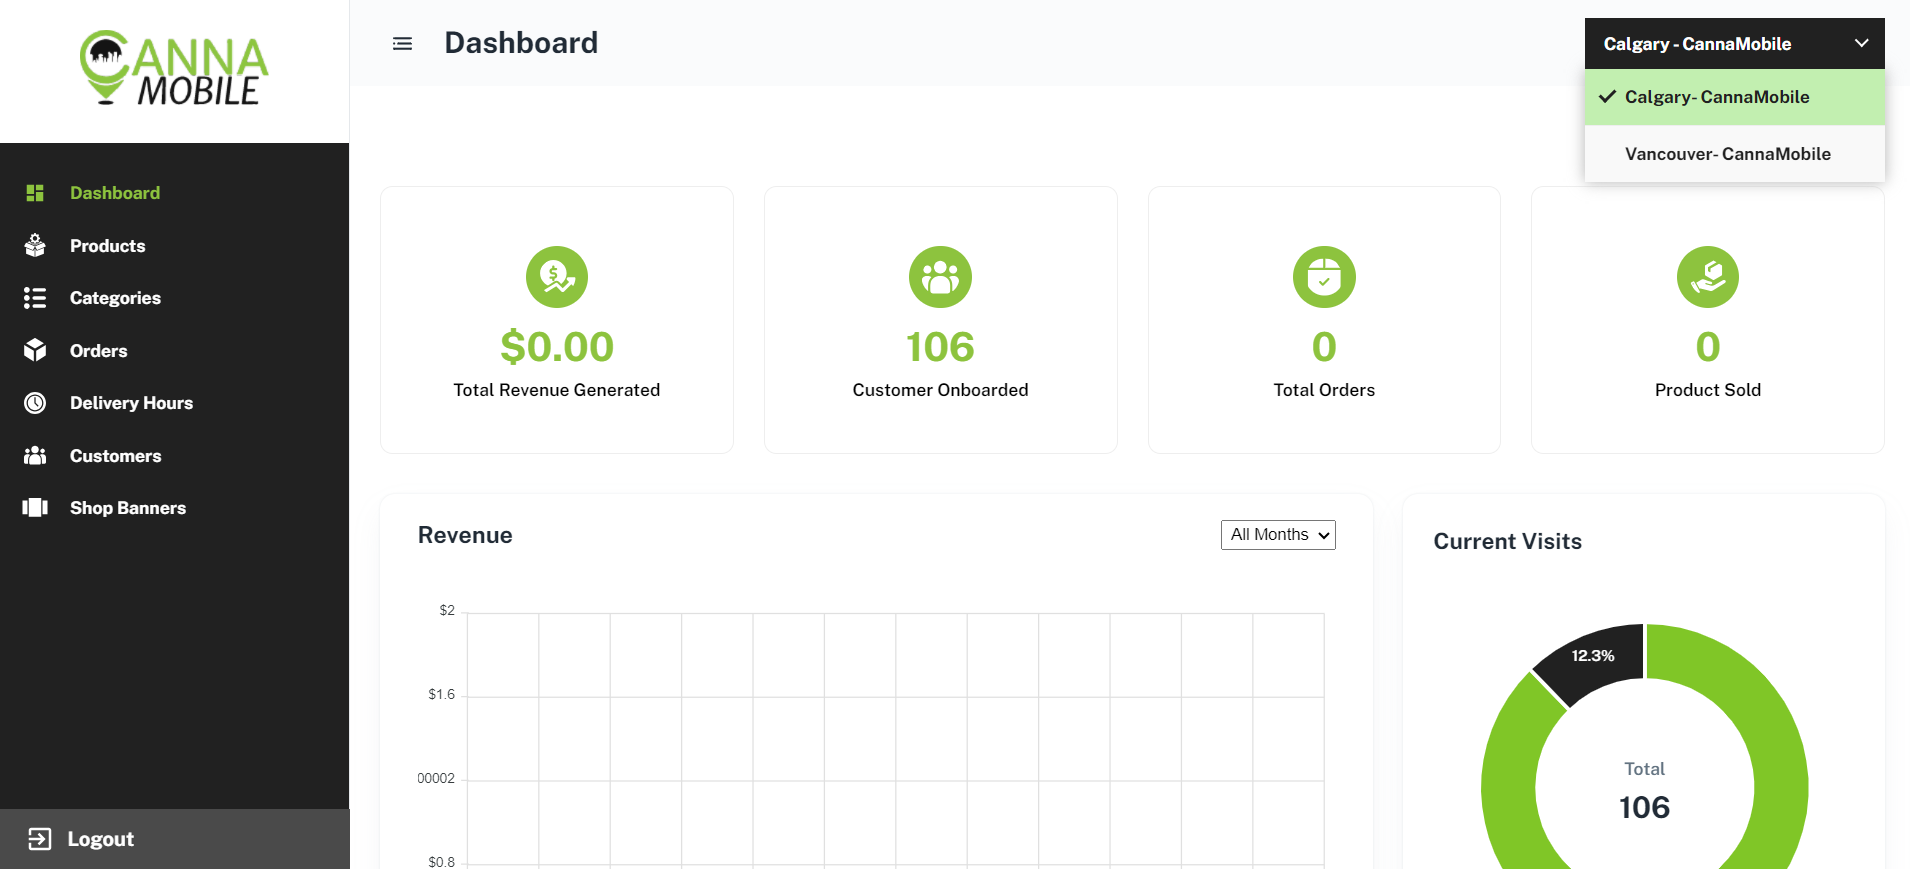 CANNA
MOBILE
Dashboard
Calgary - CannaMobile
Calgary- CannaMobile
Vancouver- CannaMobile
Dashboard
Products
Categories
Orders
Delivery Hours
Customers
Shop Banners
Logout
$0.00
Total Revenue Generated
106
Customer Onboarded
0
Total Orders
0
Product Sold
Revenue
All Months
$2
$1.6
00002
$0.8
Current Visits
12.3%
Total
106